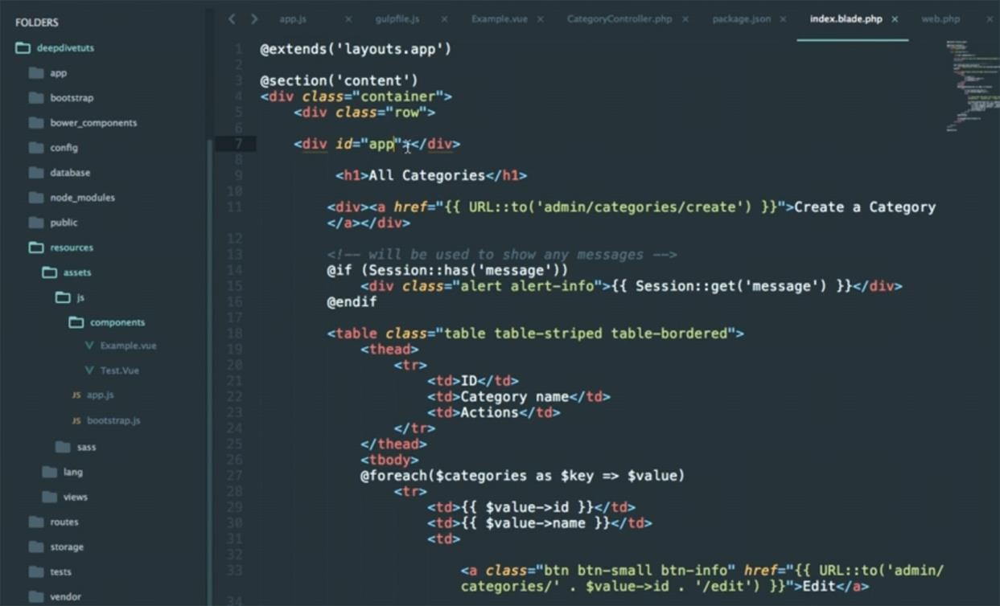 FOLDERS
deepdivetuts
app
bootstrap
bower_components
config
database
node_modules
public
resources
assets
js
components
Example.vue
Test.Vue
JS app.js
JS bootstrap.js
sass
lang
views
routes
storage
tests
vendor
app.js × gulpfile.js × Example.vue × CategoryController.php × package.json × index.blade.php × web.php ×
1 @extends('layouts.app')
2
3 @section('content')
4 <div class="container">
5 <div class="row">
6
7 <div id="app"></div>
8
9 <h1>All Categories</h1>
10
11 <div><a href="{{ URL::to('admin/categories/create') }}">Create a Category
</a></div>
12
13 <!-- will be used to show any messages -->
14 @if (Session::has('message'))
15 <div class="alert alert-info">{{ Session::get('message') }}</div>
16 @endif
17
18 <table class="table table-striped table-bordered">
19 <thead>
20 <tr>
21 <td>ID</td>
22 <td>Category name</td>
23 <td>Actions</td>
24 </tr>
25 </thead>
26 <tbody>
27 @foreach($categories as $key => $value)
28 <tr>
29 <td>{{ $value->id }}</td>
30 <td>{{ $value->name }}</td>
31 <td>
32
33 <a class="btn btn-small btn-info" href="{{ URL::to('admin/
categories/' . $value->id . '/edit') }}">Edit</a>
34